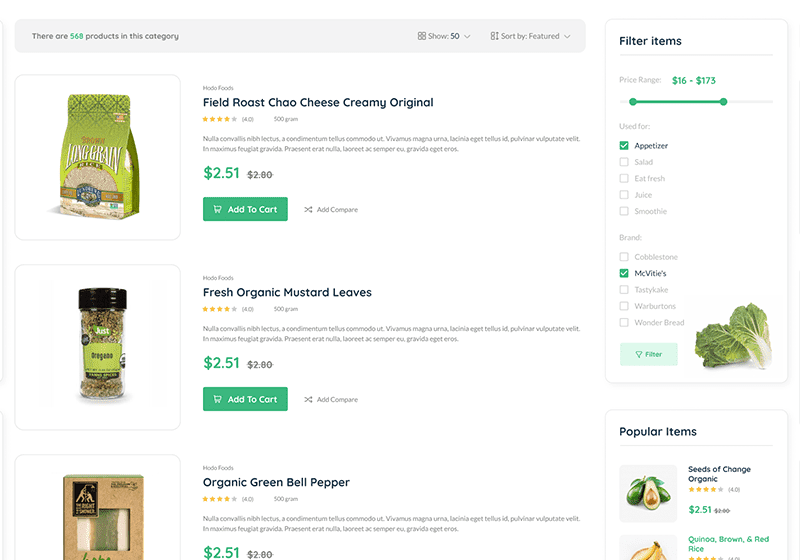 There are 568 products in this category
Show: 50
Sort by: Featured
Hodo Foods
Field Roast Chao Cheese Creamy Original
(4.0)
500 gram
Nulla convallis nibh lectus, a condimentum tellus commodo ut. Vivamus magna urna, lacinia eget tellus id, pulvinar vulputate velit.
In maximus feugiat gravida. Praesent erat nulla, laoreet ac semper eu, gravida eget eros.
$2.51 $2.80
Add To Cart
Add Compare
LONG GRAIN
RICE
Hodo Foods
Fresh Organic Mustard Leaves
(4.0)
500 gram
Nulla convallis nibh lectus, a condimentum tellus commodo ut. Vivamus magna urna, lacinia eget tellus id, pulvinar vulputate velit.
In maximus feugiat gravida. Praesent erat nulla, laoreet ac semper eu, gravida eget eros.
$2.51 $2.80
Add To Cart
Add Compare
Just
Oregano
Hodo Foods
Organic Green Bell Pepper
(4.0)
500 gram
Nulla convallis nibh lectus, a condimentum tellus commodo ut. Vivamus magna urna, lacinia eget tellus id, pulvinar vulputate velit.
In maximus feugiat gravida. Praesent erat nulla, laoreet ac semper eu, gravida eget eros.
$2.51 $2.80
THE RIGHT
TO SHOWER
Filter items
Price Range: $16 - $173
Used for:
Appetizer
Salad
Eat fresh
Juice
Smoothie
Brand:
Cobblestone
McVitie's
Tastykake
Warburtons
Wonder Bread
Filter
Popular Items
Seeds of Change
Organic
(4.0)
$2.51 $2.80
Quinoa, Brown, & Red
Rice
(4.0)